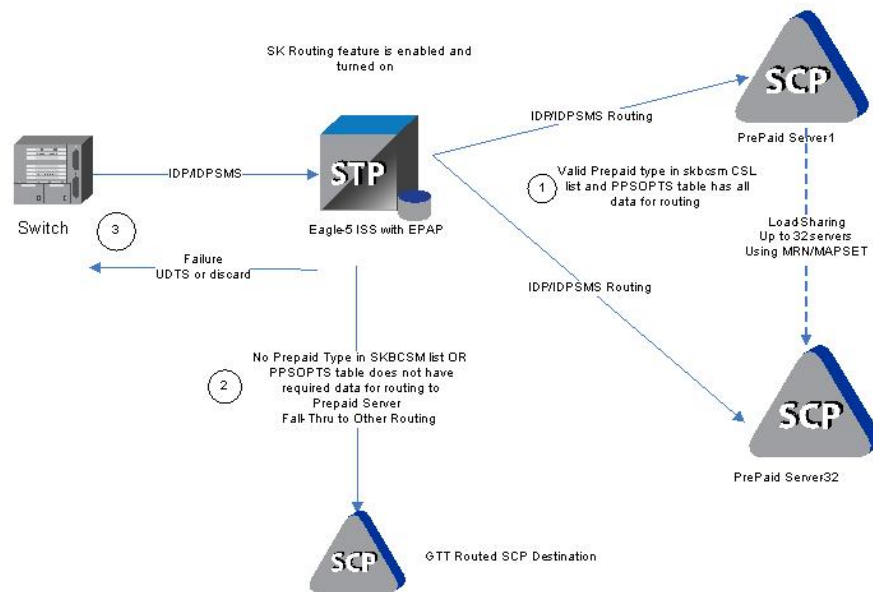 SK Routing feature is enabled and
turned on
SCP
IDP/IDPSMS Routing
PrePaid Server1
IDP/IDPSMS
STP
1
Valid Prepaid type in skbcsm CSL
list and PPSOPTS table has all
data for routing
Switch
3
Eagle-5 ISS with EPAP
Load Sharing
Up to 32 servers
Using MRN/MAPSET
Failure
UDTS or discard
IDP/IDPSMS Routing
2
No Prepaid Type in SKBCSM list OR
PPSOPTS table does not have
required data for routing to
Prepaid Server
Fall-Thru to Other Routing
SCP
PrePaid Server32
SCP
GTT Routed SCP Destination